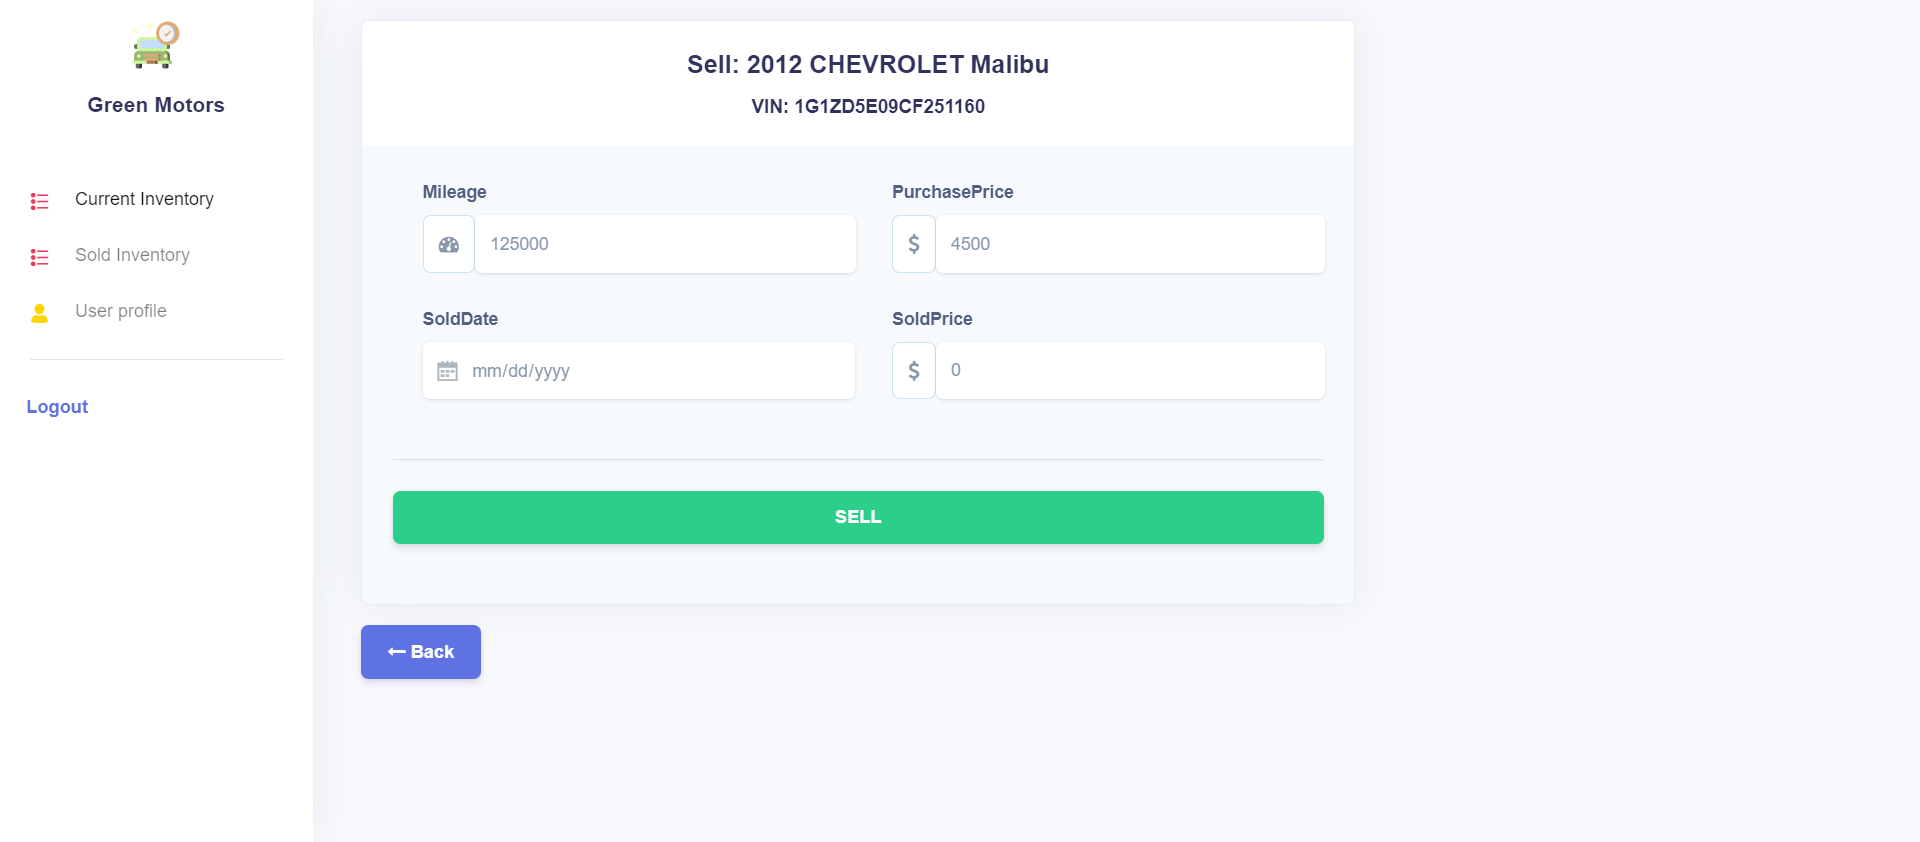 Green Motors
Current Inventory
Sold Inventory
User profile
Logout
Sell: 2012 CHEVROLET Malibu
VIN: 1G1ZD5E09CF251160
Mileage
125000
PurchasePrice
$ 4500
SoldDate
mm/dd/yyyy
SoldPrice
$ 0
SELL
Back